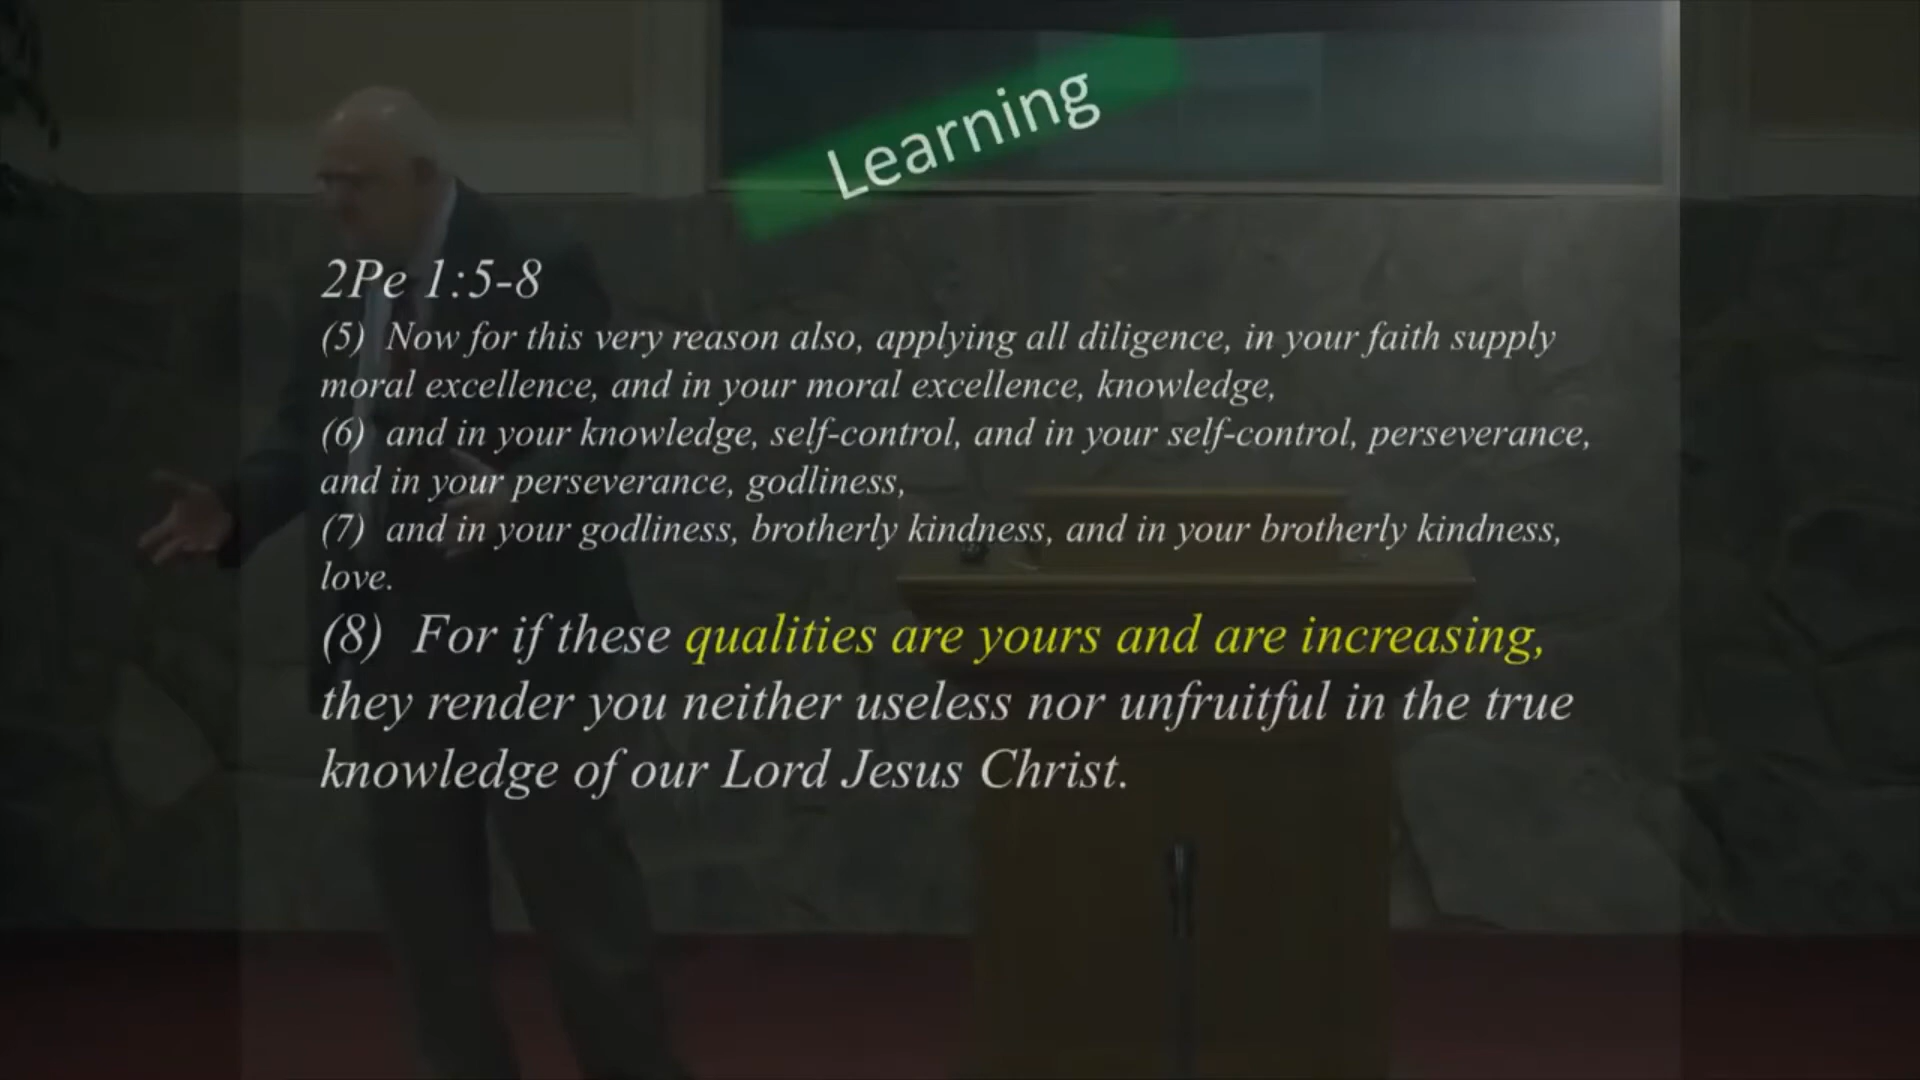 Learning
2Pe 1:5-8
(5) Now for this very reason also, applying all diligence, in your faith supply
moral excellence, and in your moral excellence, knowledge,
(6) and in your knowledge, self-control, and in your self-control, perseverance,
and in your perseverance, godliness,
(7) and in your godliness, brotherly kindness, and in your brotherly kindness,
love.
(8) For if these qualities are yours and are increasing,
they render you neither useless nor unfruitful in the true
knowledge of our Lord Jesus Christ.